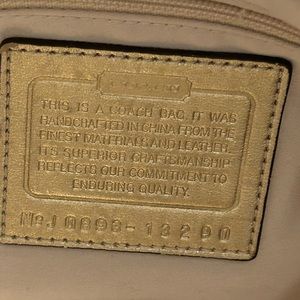 THIS IS A COACH BAG. IT WAS
HANDCRAFTED IN CHINA FROM THE
FINEST MATERIALS AND LEATHER.
ITS SUPERIOR CRAFTSMANSHIP
REFLECTS OUR COMMITMENT TO
ENDURING QUALITY.
No J0893-13290